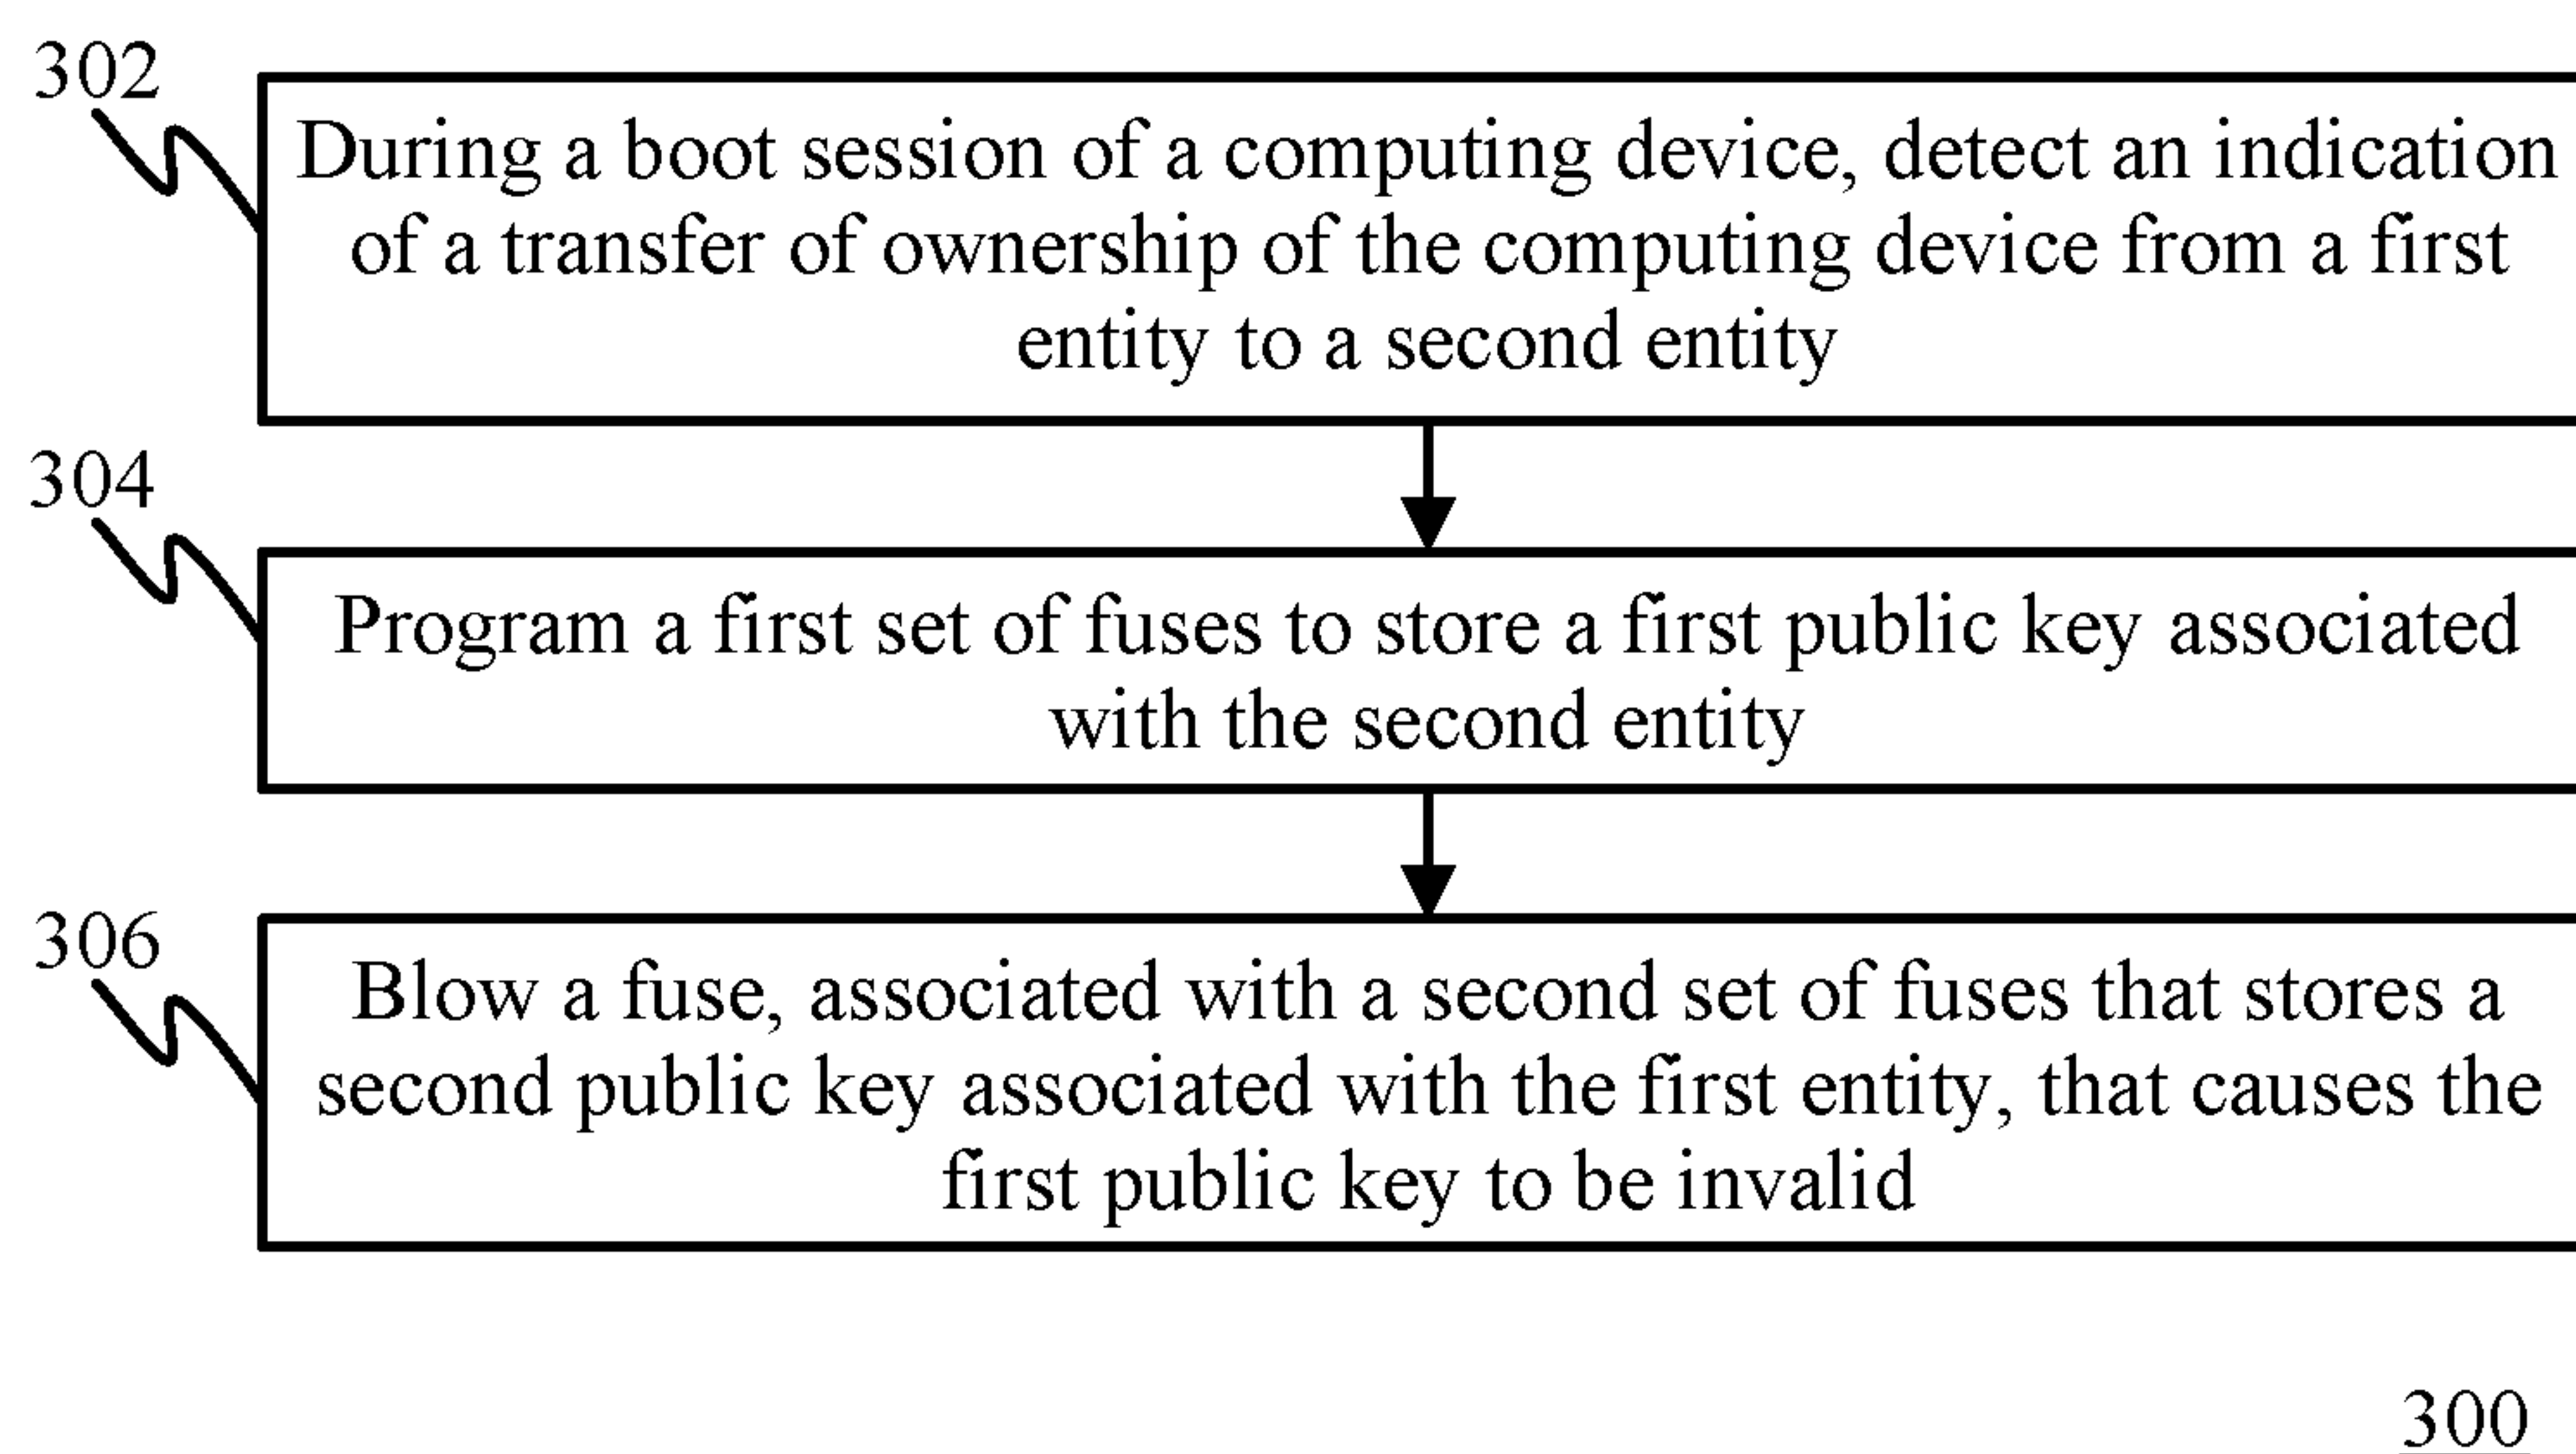 302
During a boot session of a computing device, detect an indication
of a transfer of ownership of the computing device from a first
entity to a second entity
304
Program a first set of fuses to store a first public key associated
with the second entity
306
Blow a fuse, associated with a second set of fuses that stores a
second public key associated with the first entity, that causes the
first public key to be invalid
300